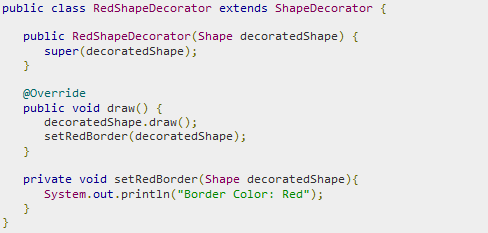 public class RedShapeDecorator extends ShapeDecorator {
public RedShapeDecorator(Shape decoratedShape) {
super(decoratedShape);
}
@Override
public void draw() {
decoratedShape.draw();
setRedBorder(decoratedShape);
}
private void setRedBorder(Shape decoratedShape){
System.out.println("Border Color: Red");
}
}